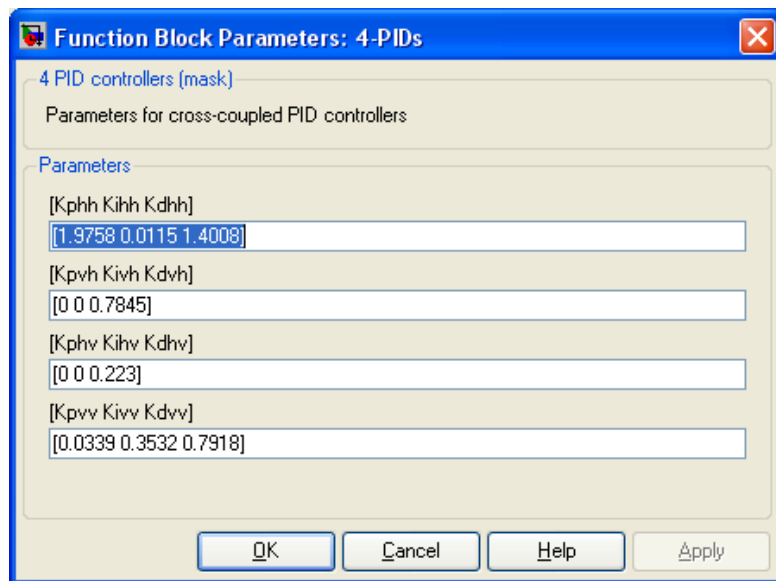 Function Block Parameters: 4-PIDs
4 PID controllers (mask)
Parameters for cross-coupled PID controllers
Parameters
[Kphh Kihh Kdhh]
[1.9758 0.0115 1.4008]
[Kpvh Kivh Kdvh]
[0 0 0.7845]
[Kphv Kihv Kdhv]
[0 0 0.223]
[Kpvv Kivv Kdvv]
[0.0339 0.3532 0.7918]
OK Cancel Help Apply